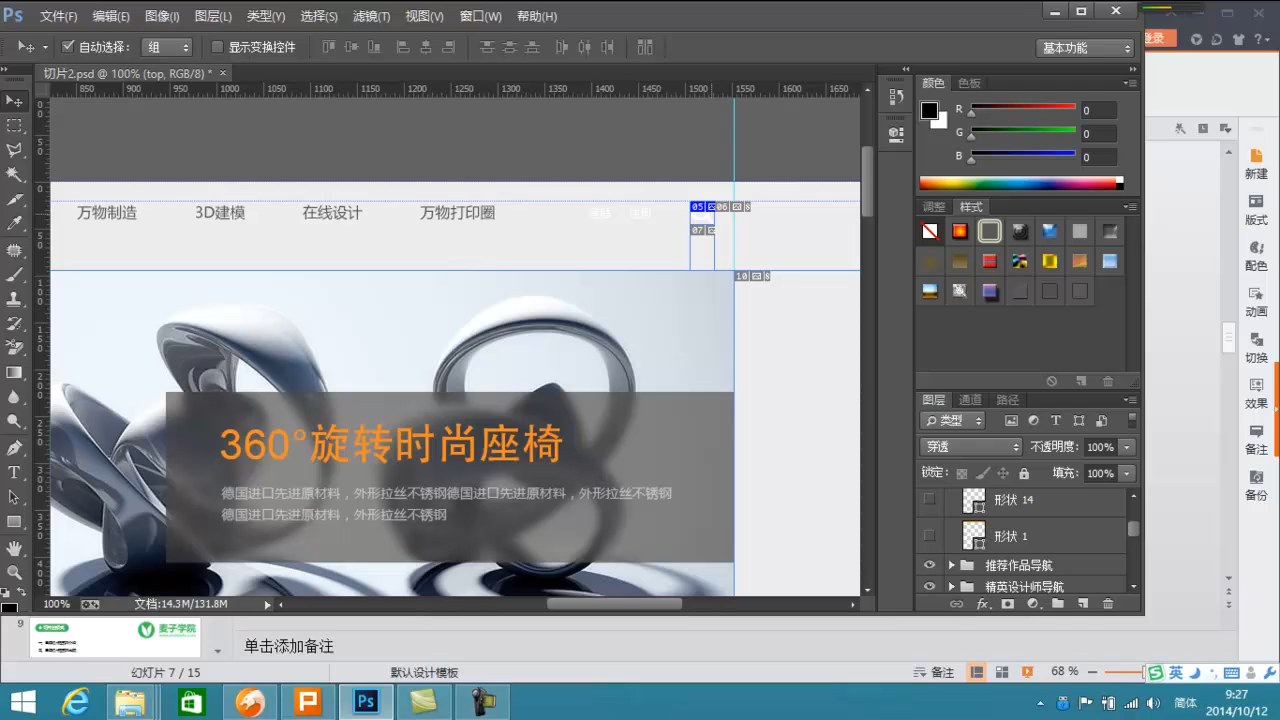 Ps 文件(F) 编辑(E) 图像(I) 图层(L) 类型(Y) 选择(S) 滤镜(T) 视图(V) 窗口(W) 帮助(H)
自动选择: 组 显示变换控件 基本功能
登录
切片2.psd @ 100% (top, RGB/8) * ×
850 900 950 1000 1050 1100 1150 1200 1250 1300 1350 1400 1450 1500 1550 1600 1650
颜色 色板
R 0
G 0
B 0
调整 样式
万物制造 3D建模 在线设计 万物打印圈
05 06
07
10
360°旋转时尚座椅
德国进口先进原材料，外形拉丝不锈钢德国进口先进原材料，外形拉丝不锈钢
德国进口先进原材料，外形拉丝不锈钢
图层 通道 路径
类型
穿透 不透明度: 100%
锁定: 填充: 100%
形状 14
形状 1
推荐作品导航
精英设计师导航
新建
版式
配色
动画
切换
效果
备注
备份
100% 文档:14.3M/131.8M
9 麦子学院
单击添加备注
幻灯片 7 / 15 默认设计模板 备注 68 %
英
简体 9:27
2014/10/12